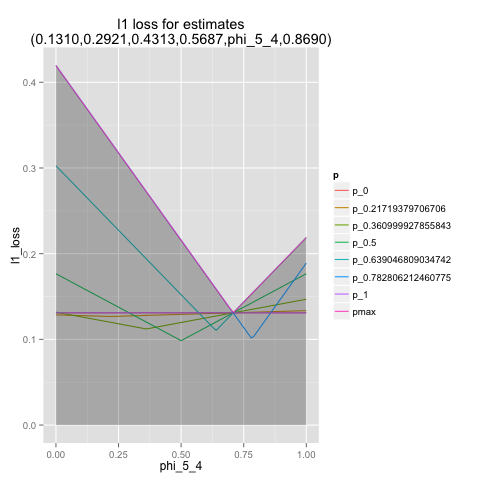 l1 loss for estimates
(0.1310,0.2921,0.4313,0.5687,phi_5_4,0.8690)
0.4
0.3
0.2
0.1
0.0
l1_loss
0.00
0.25
0.50
0.75
1.00
phi_5_4
p
p_0
p_0.21719379706706
p_0.360999927855843
p_0.5
p_0.639046809034742
p_0.782806212460775
p_1
pmax